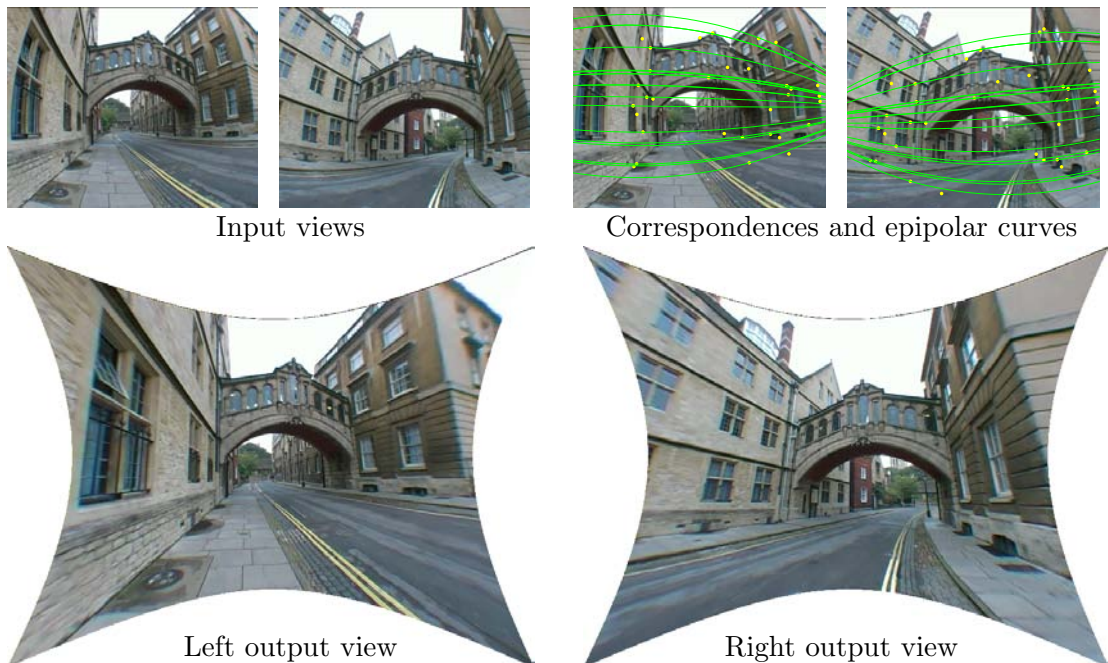 Input views
Correspondences and epipolar curves
Left output view
Right output view